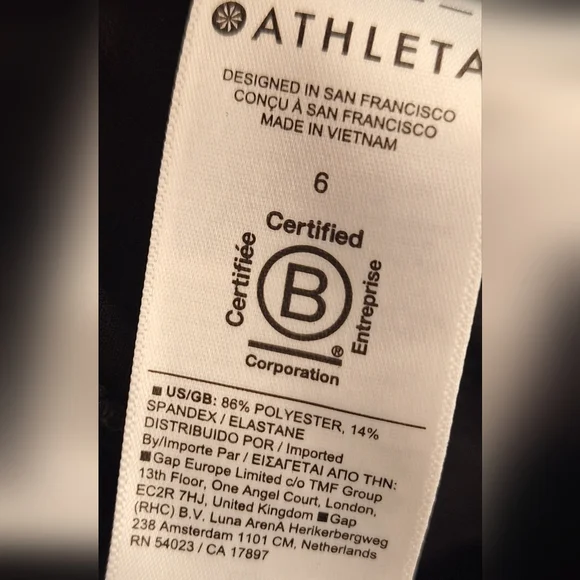 ATHLETA
DESIGNED IN SAN FRANCISCO
CONÇU À SAN FRANCISCO
MADE IN VIETNAM
6
Certified
Certifiée
B
Entreprise
®
Corporation
■ US/GB: 86% POLYESTER, 14%
SPANDEX / ELASTANE
DISTRIBUIDO POR / Imported
By/Importe Par / ΕΙΣΑΓΕΤΑΙ ΑΠΟ ΤΗΝ:
■ Gap Europe Limited c/o TMF Group
13th Floor, One Angel Court, London,
EC2R 7HJ, United Kingdom ■ Gap
(RHC) B.V. Luna ArenA Herikerbergweg
238 Amsterdam 1101 CM, Netherlands
RN 54023 / CA 17897